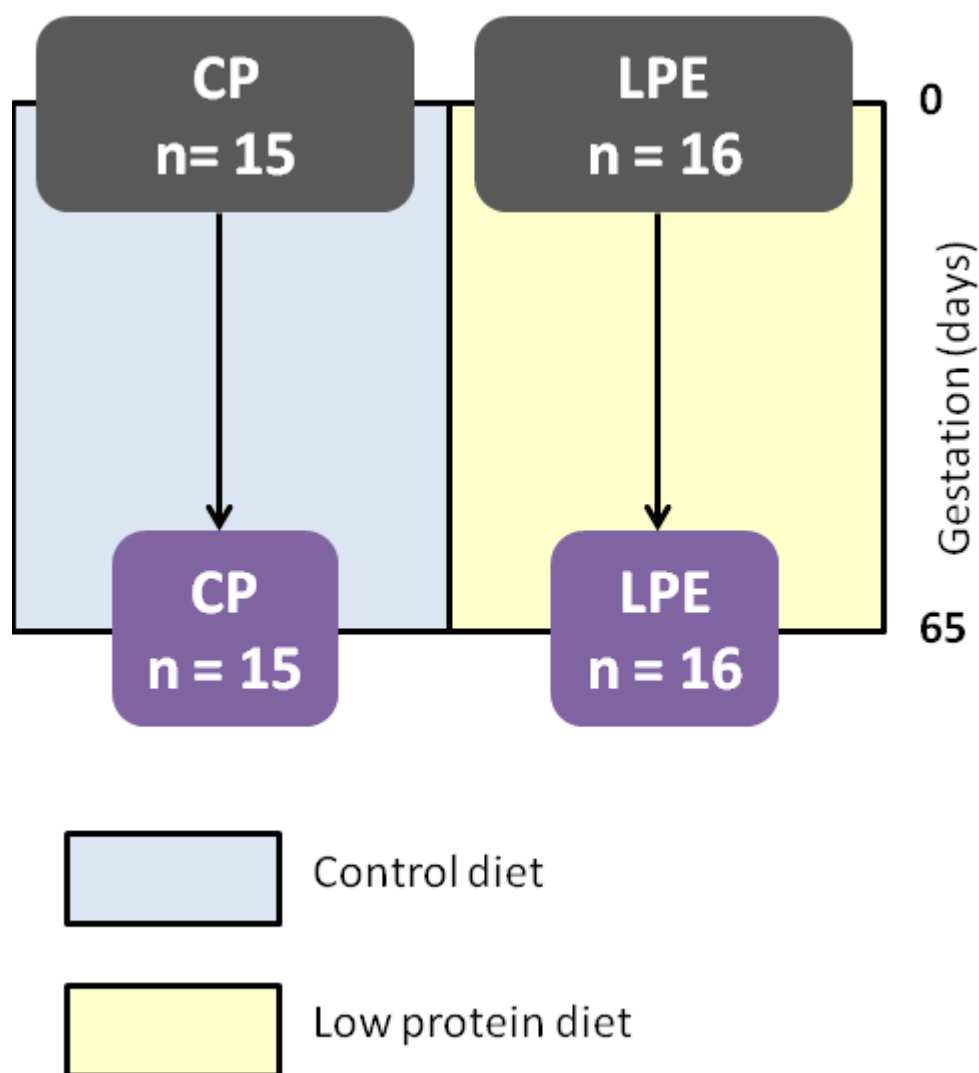 CP
n= 15
LPE
n = 16
0
Gestation (days)
CP
n = 15
LPE
n = 16
65
Control diet
Low protein diet